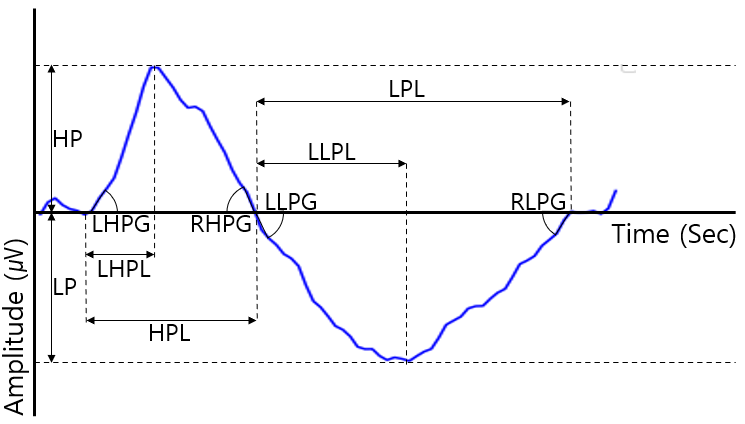 LPL
HP
LLPL
LLPG
RLPG
LHPG
RHPG
Time (Sec)
LHPL
LP
HPL
Amplitude (μV)